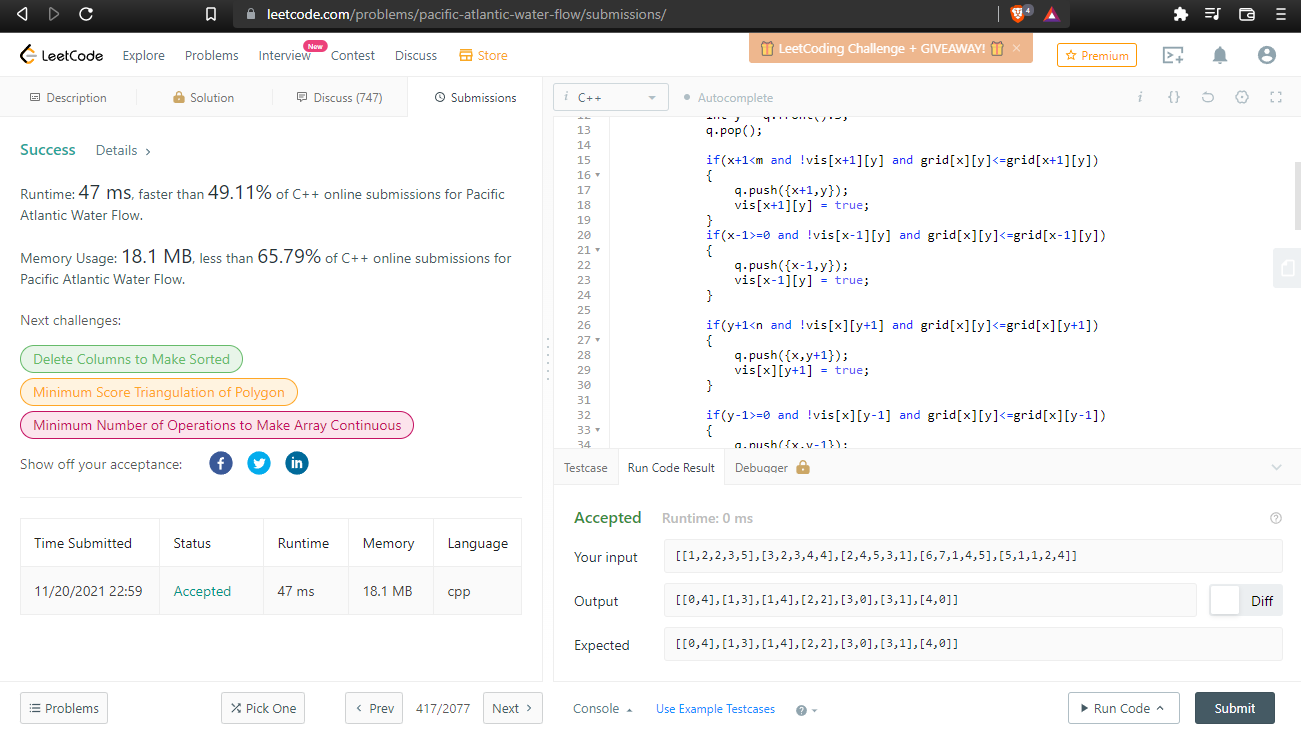 leetcode.com/problems/pacific-atlantic-water-flow/submissions/
4
LeetCode Explore Problems Interview New Contest Discuss Store
LeetCoding Challenge + GIVEAWAY! ×
Premium
Description Solution Discuss (747) Submissions
i C++ Autocomplete
i {}
Success Details >
Runtime: 47 ms, faster than 49.11% of C++ online submissions for Pacific
Atlantic Water Flow.
Memory Usage: 18.1 MB, less than 65.79% of C++ online submissions for
Pacific Atlantic Water Flow.
Next challenges:
Delete Columns to Make Sorted
Minimum Score Triangulation of Polygon
Minimum Number of Operations to Make Array Continuous
Show off your acceptance:
Time Submitted Status Runtime Memory Language
11/20/2021 22:59 Accepted 47 ms 18.1 MB cpp
13 q.pop();
14
15 if(x+1<m and !vis[x+1][y] and grid[x][y]<=grid[x+1][y])
16 {
17 q.push({x+1,y});
18 vis[x+1][y] = true;
19 }
20 if(x-1>=0 and !vis[x-1][y] and grid[x][y]<=grid[x-1][y])
21 {
22 q.push({x-1,y});
23 vis[x-1][y] = true;
24 }
25
26 if(y+1<n and !vis[x][y+1] and grid[x][y]<=grid[x][y+1])
27 {
28 q.push({x,y+1});
29 vis[x][y+1] = true;
30 }
31
32 if(y-1>=0 and !vis[x][y-1] and grid[x][y]<=grid[x][y-1])
33 {
34 q.push({x,y-1});
Testcase Run Code Result Debugger
Accepted Runtime: 0 ms
Your input [[1,2,2,3,5],[3,2,3,4,4],[2,4,5,3,1],[6,7,1,4,5],[5,1,1,2,4]]
Output [[0,4],[1,3],[1,4],[2,2],[3,0],[3,1],[4,0]] Diff
Expected [[0,4],[1,3],[1,4],[2,2],[3,0],[3,1],[4,0]]
Problems Pick One < Prev 417/2077 Next > Console Use Example Testcases Run Code Submit